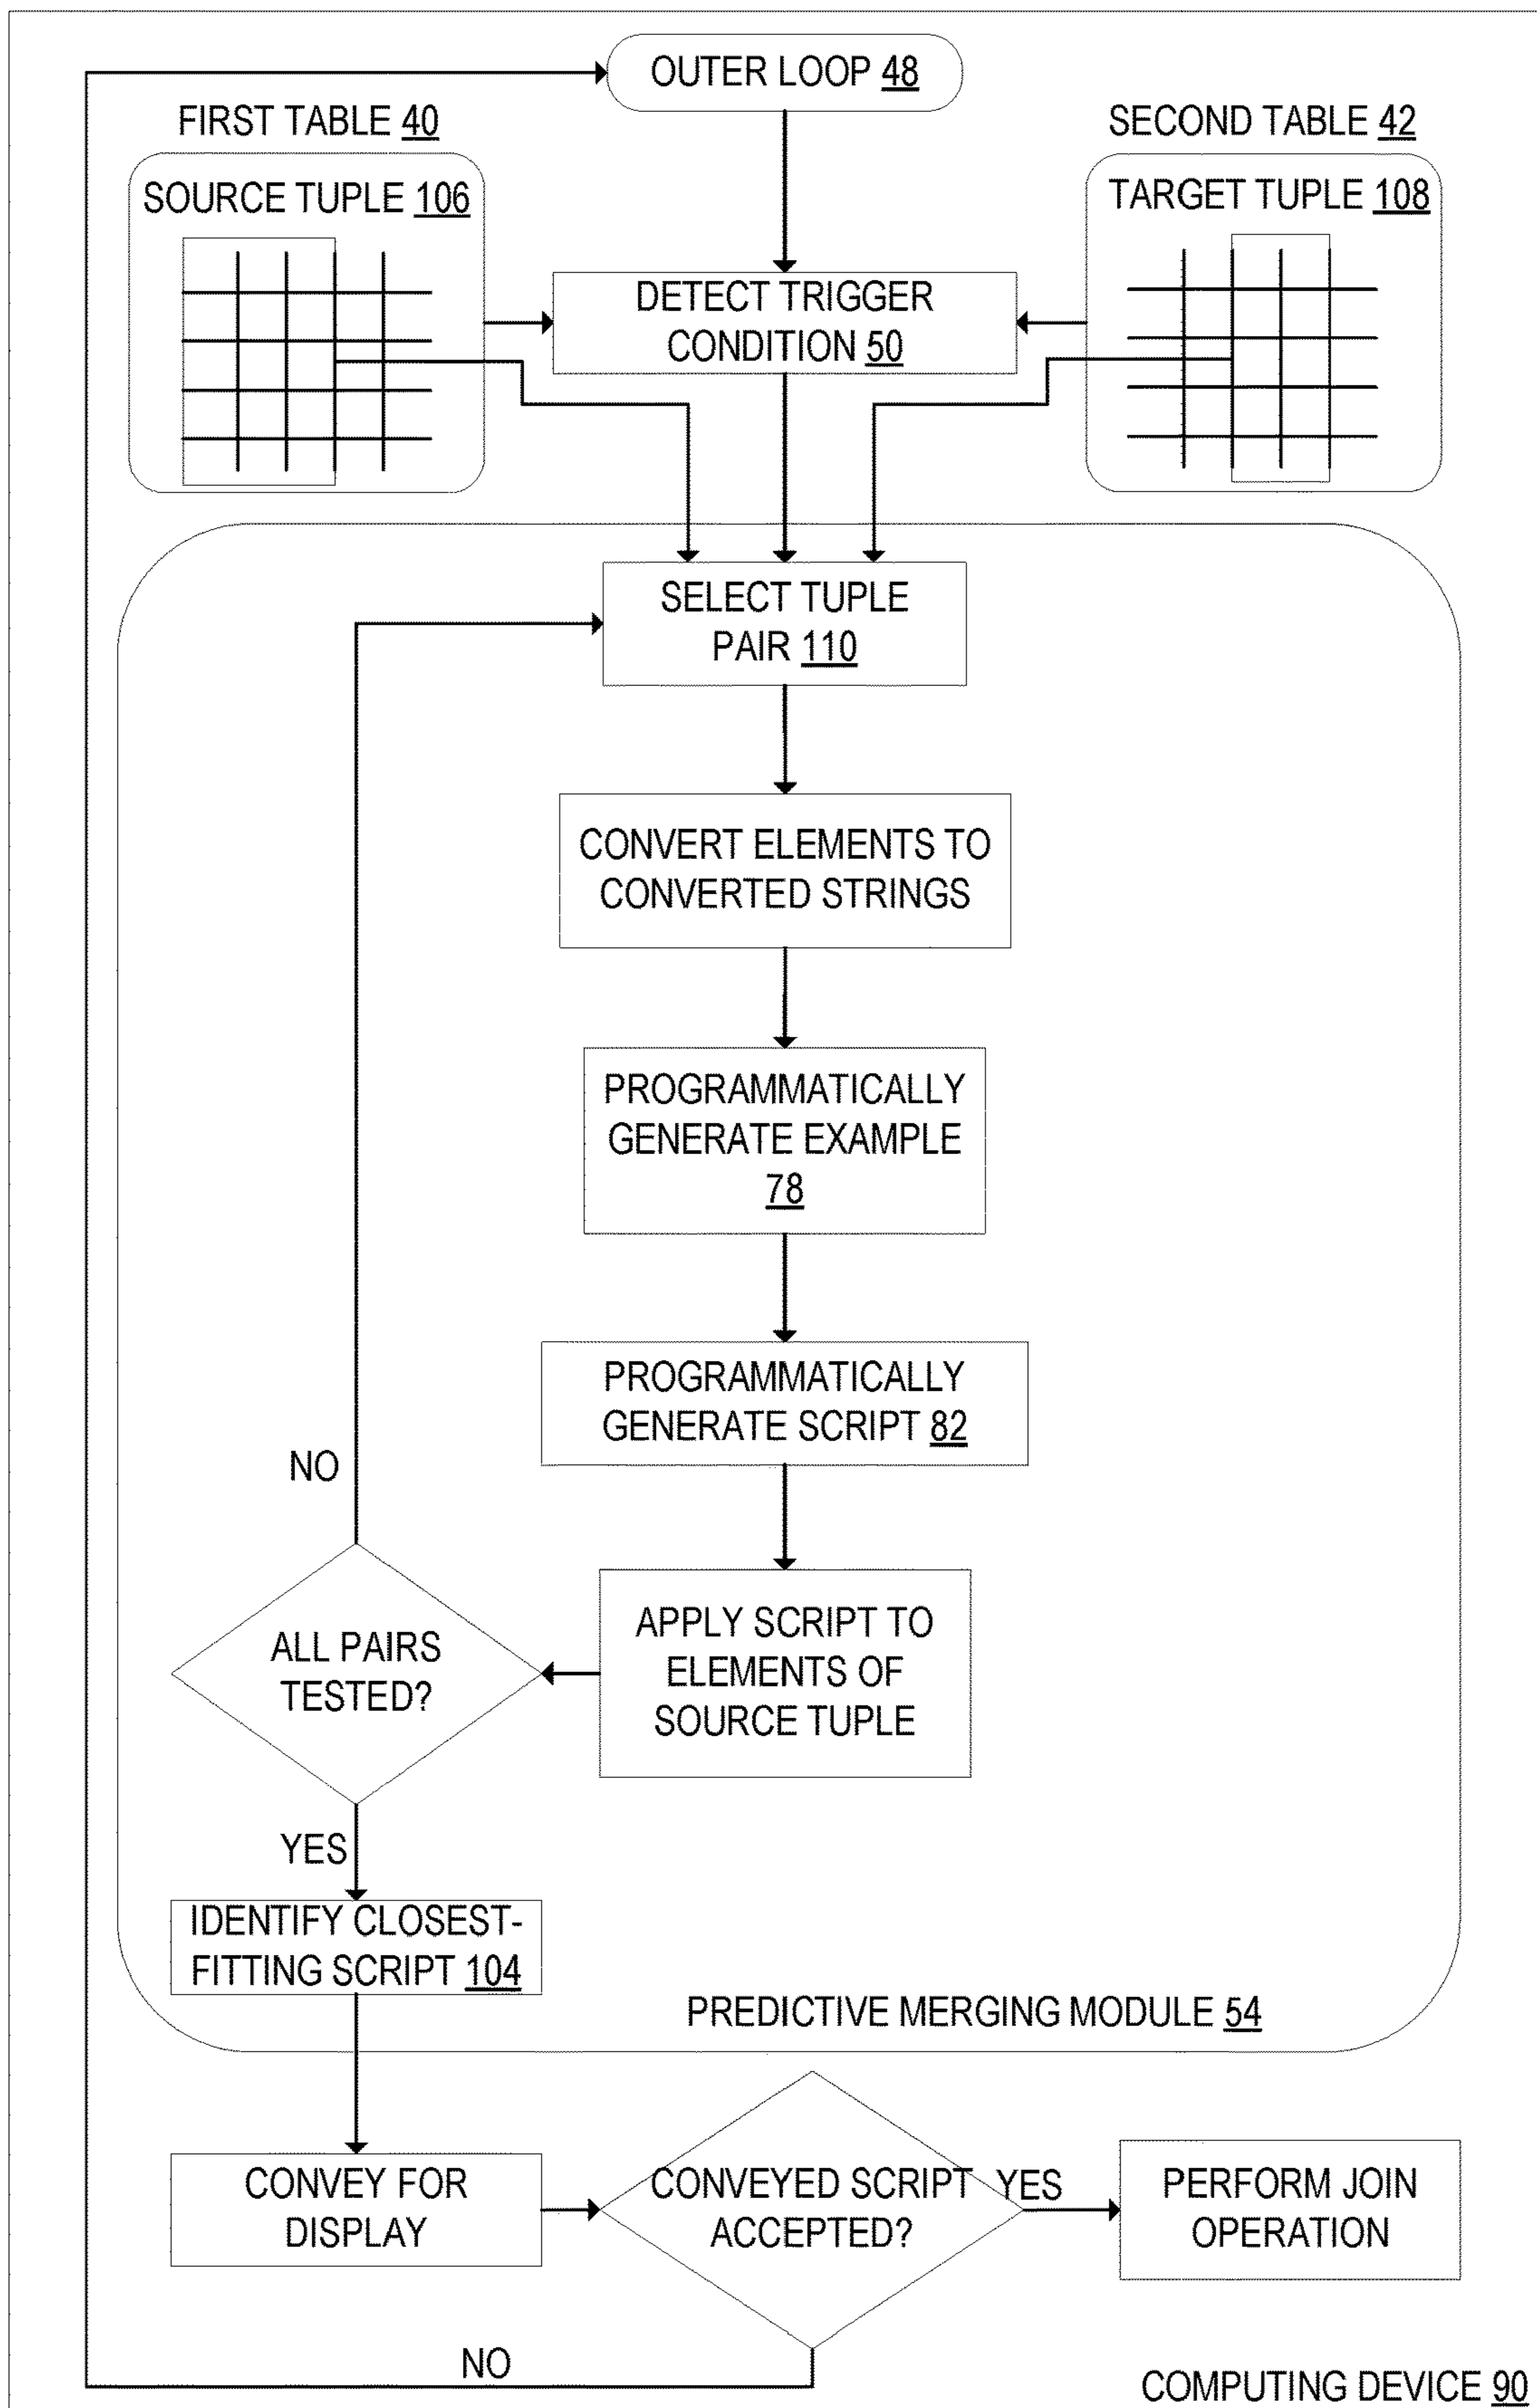 OUTER LOOP 48
FIRST TABLE 40
SECOND TABLE 42
SOURCE TUPLE 106
TARGET TUPLE 108
DETECT TRIGGER
CONDITION 50
SELECT TUPLE
PAIR 110
CONVERT ELEMENTS TO
CONVERTED STRINGS
PROGRAMMATICALLY
GENERATE EXAMPLE
78
PROGRAMMATICALLY
GENERATE SCRIPT 82
NO
APPLY SCRIPT TO
ELEMENTS OF
SOURCE TUPLE
ALL PAIRS
TESTED?
YES
IDENTIFY CLOSEST-
FITTING SCRIPT 104
PREDICTIVE MERGING MODULE 54
CONVEY FOR
DISPLAY
CONVEYED SCRIPT
ACCEPTED?
YES
PERFORM JOIN
OPERATION
NO
COMPUTING DEVICE 90